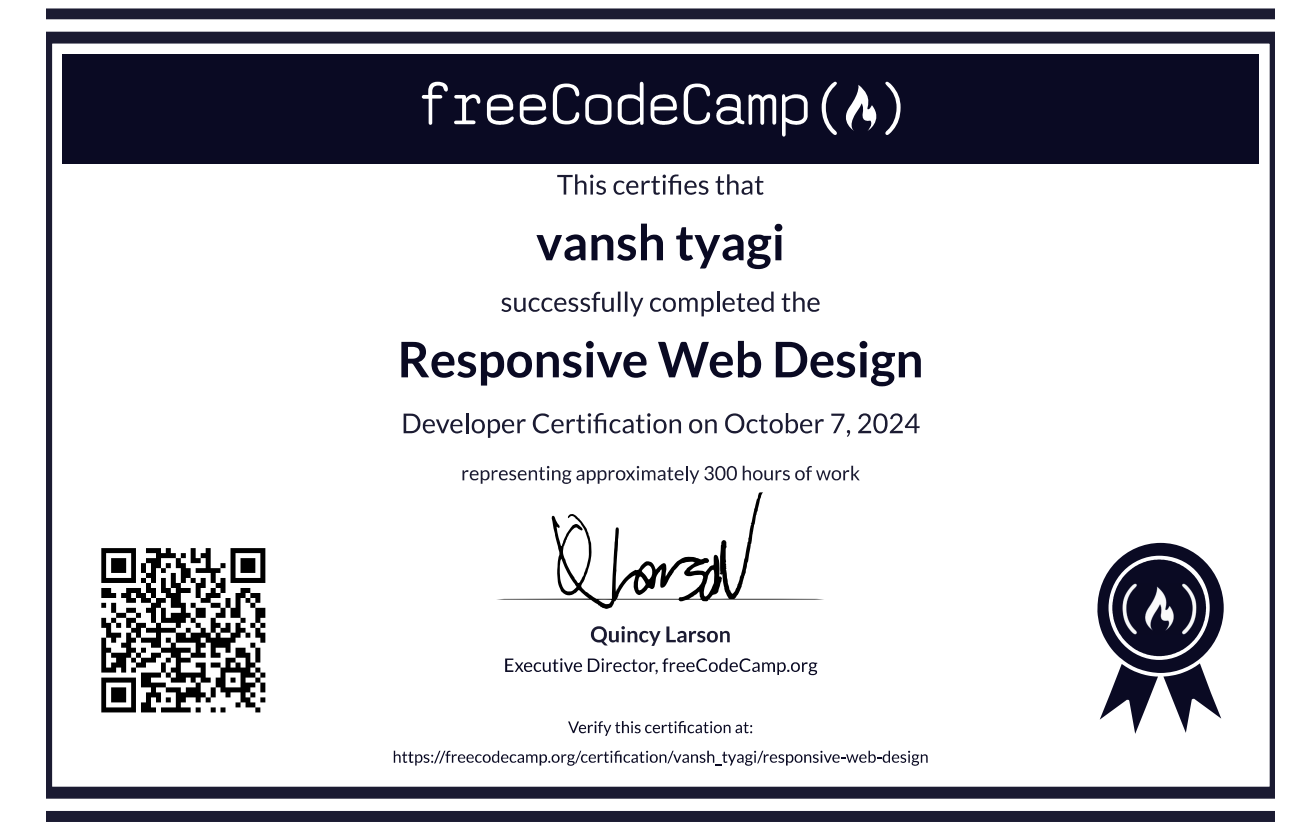 freeCodeCamp
This certifies that
vansh tyagi
successfully completed the
Responsive Web Design
Developer Certification on October 7, 2024
representing approximately 300 hours of work
Quincy Larson
Executive Director, freeCodeCamp.org
Verify this certification at:
https://freecodecamp.org/certification/vansh_tyagi/responsive-web-design